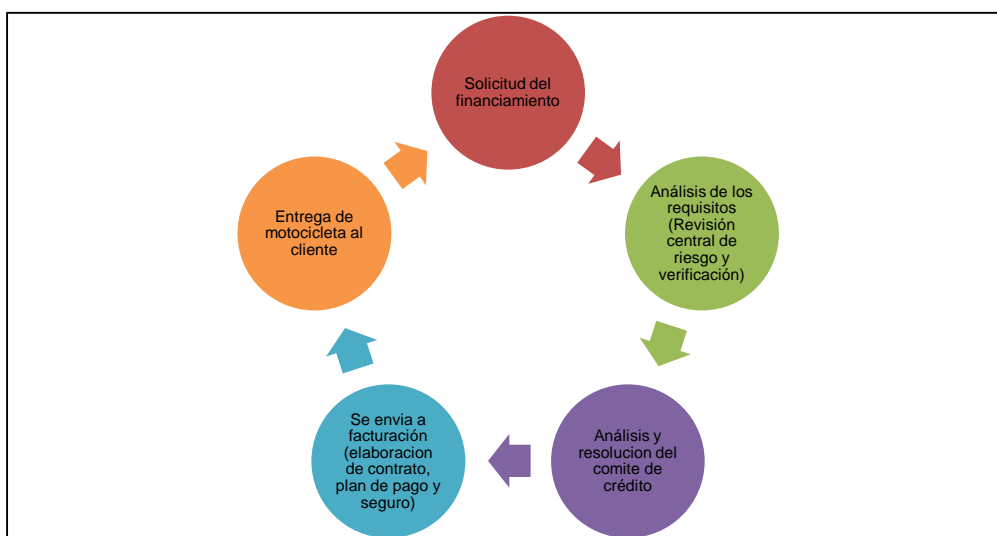 Solicitud del
financiamiento
Análisis de los
requisitos
(Revisión
central de
riesgo y
verificación)
Análisis y
resolucion del
comite de
crédito
Se envia a
facturación
(elaboracion
de contrato,
plan de pago y
seguro)
Entrega de
motocicleta al
cliente